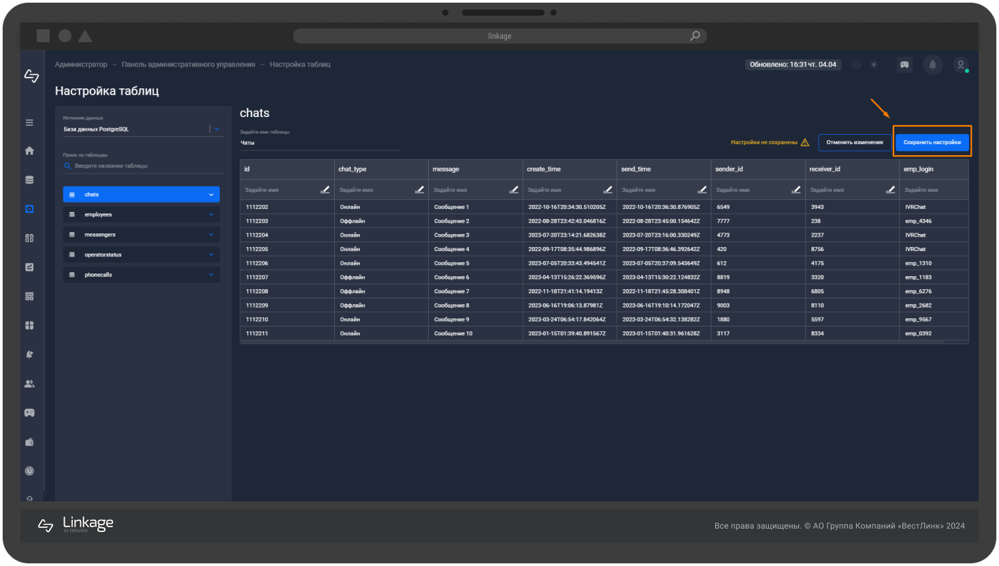 linkage
Администратор – Панель административного управления – Настройка таблиц
Обновлено: 16:31 чт. 04.04
Настройка таблиц
Источник данных
База данных PostgreSQL
Поиск по таблицам
Введите название таблицы
chats
employees
messengers
operatorstatus
phonecalls
chats
Задайте имя таблицы
Чаты
Настройки не сохранены
Отменить изменения
Сохранить настройки
id chat_type message create_time send_time sender_id receiver_id emp_login
Задайте имя Задайте имя Задайте имя Задайте имя Задайте имя Задайте имя Задайте имя Задайте имя
1112202 Онлайн Сообщение 1 2022-10-16T20:34:30.510205Z 2022-10-16T20:36:30.876905Z 6549 3943 IVRChat
1112203 Оффлайн Сообщение 2 2022-08-28T23:42:43.046816Z 2022-08-28T23:45:00.154642Z 7777 238 emp_4346
1112204 Онлайн Сообщение 3 2023-07-20T23:14:21.682638Z 2023-07-20T23:16:00.330249Z 4773 2237 IVRChat
1112205 Онлайн Сообщение 4 2022-09-17T08:35:44.986896Z 2022-09-17T08:36:46.392642Z 420 8756 IVRChat
1112206 Онлайн Сообщение 5 2023-07-05T20:33:43.494541Z 2023-07-05T20:37:09.543649Z 612 4175 emp_1310
1112207 Оффлайн Сообщение 6 2023-04-13T15:26:22.369596Z 2023-04-13T15:30:22.124832Z 8819 3320 emp_1183
1112208 Оффлайн Сообщение 7 2022-11-18T21:41:14.19413Z 2022-11-18T21:45:28.308401Z 8948 6805 emp_6276
1112209 Оффлайн Сообщение 8 2023-06-16T19:06:13.87981Z 2023-06-16T19:10:14.172047Z 9003 8110 emp_2682
1112210 Онлайн Сообщение 9 2023-03-24T06:54:17.842064Z 2023-03-24T06:54:32.138282Z 1880 5597 emp_9567
1112211 Онлайн Сообщение 10 2023-01-15T01:39:40.891567Z 2023-01-15T01:40:31.961628Z 3117 8334 emp_0392
Linkage
AI DRIVEN
Все права защищены. © АО Группа Компаний «ВестЛинк» 2024